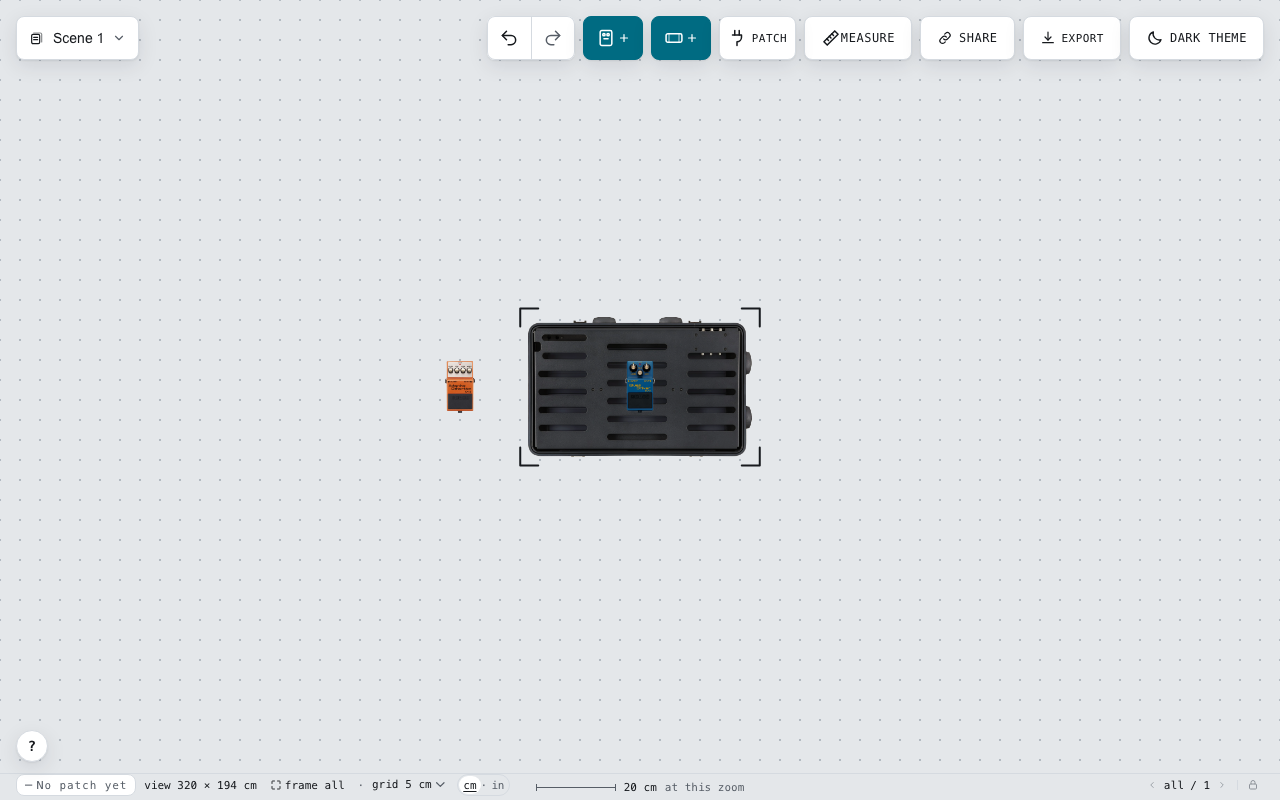 Scene 1
PATCH
MEASURE
SHARE
EXPORT
DARK THEME
?
No patch yet
view 320 × 194 cm
frame all
· grid 5 cm
cm · in
20 cm at this zoom
all / 1